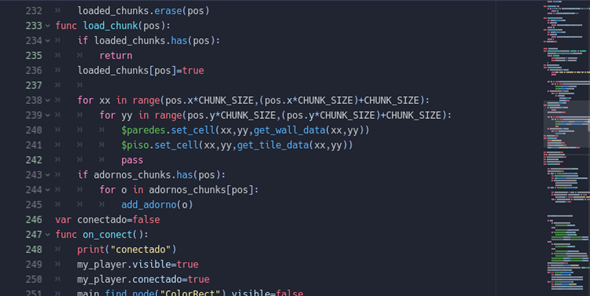 232 loaded_chunks.erase(pos)
233 func load_chunk(pos):
234 if loaded_chunks.has(pos):
235 return
236 loaded_chunks[pos]=true
237
238 for xx in range(pos.x*CHUNK_SIZE,(pos.x*CHUNK_SIZE)+CHUNK_SIZE):
239 for yy in range(pos.y*CHUNK_SIZE,(pos.y*CHUNK_SIZE)+CHUNK_SIZE):
240 $paredes.set_cell(xx,yy,get_wall_data(xx,yy))
241 $piso.set_cell(xx,yy,get_tile_data(xx,yy))
242 pass
243 if adornos_chunks.has(pos):
244 for o in adornos_chunks[pos]:
245 add_adorno(o)
246 var conectado=false
247 func on_conect():
248 print("conectado")
249 my_player.visible=true
250 my_player.conectado=true
251 main.find_node("ColorRect").visible=false